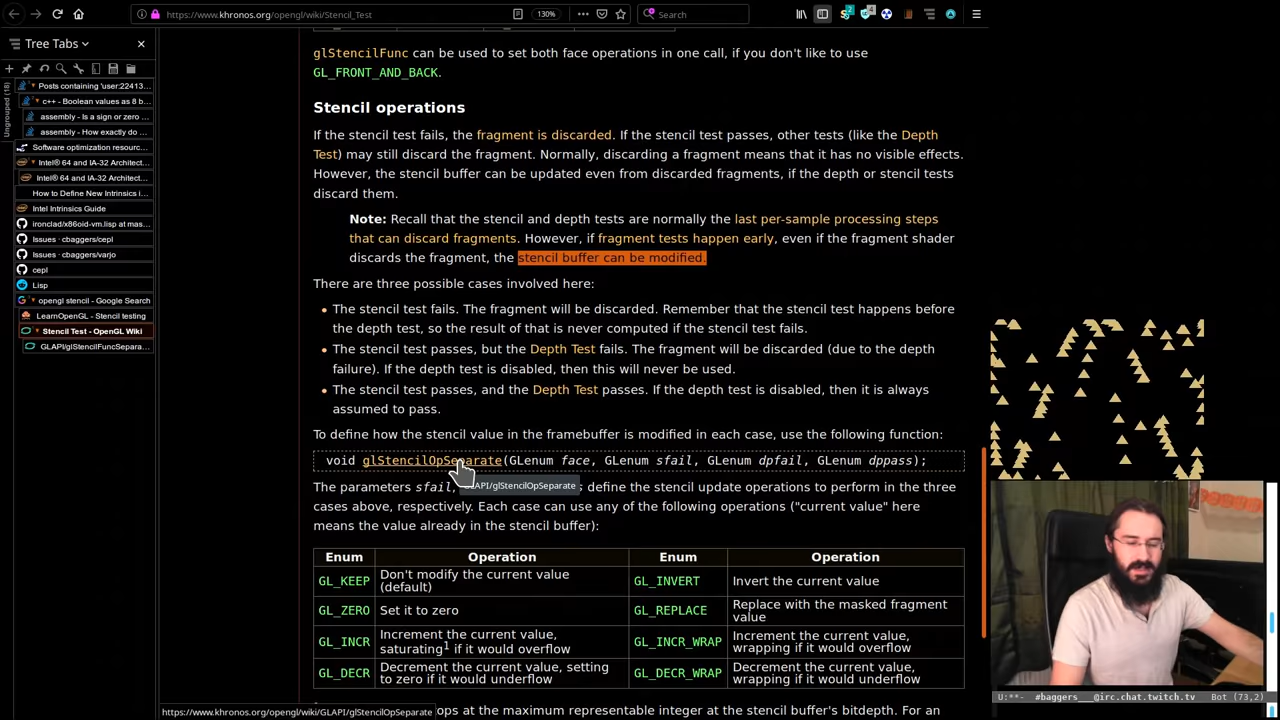 https://www.khronos.org/opengl/wiki/Stencil_Test
130%
Search
Tree Tabs
Ungrouped (18)
Posts containing 'user:22413...
c++ - Boolean values as 8 b...
assembly - Is a sign or zero ...
assembly - How exactly do ...
Software optimization resourc...
Intel® 64 and IA-32 Architect...
Intel® 64 and IA-32 Architect...
How to Define New Intrinsics i...
Intel Intrinsics Guide
ironclad/x86oid-vm.lisp at mas...
Issues · cbaggers/cepl
Issues · cbaggers/varjo
cepl
Lisp
opengl stencil - Google Search
LearnOpenGL - Stencil testing
Stencil Test - OpenGL Wiki
GLAPI/glStencilFuncSepara...
glStencilFunc can be used to set both face operations in one call, if you don't like to use
GL_FRONT_AND_BACK.
Stencil operations
If the stencil test fails, the fragment is discarded. If the stencil test passes, other tests (like the Depth
Test) may still discard the fragment. Normally, discarding a fragment means that it has no visible effects.
However, the stencil buffer can be updated even from discarded fragments, if the depth or stencil tests
discard them.
Note: Recall that the stencil and depth tests are normally the last per-sample processing steps
that can discard fragments. However, if fragment tests happen early, even if the fragment shader
discards the fragment, the stencil buffer can be modified.
There are three possible cases involved here:
The stencil test fails. The fragment will be discarded. Remember that the stencil test happens before
the depth test, so the result of that is never computed if the stencil test fails.
The stencil test passes, but the Depth Test fails. The fragment will be discarded (due to the depth
failure). If the depth test is disabled, then this will never be used.
The stencil test passes, and the Depth Test passes. If the depth test is disabled, then it is always
assumed to pass.
To define how the stencil value in the framebuffer is modified in each case, use the following function:
void glStencilOpSeparate(GLenum face, GLenum sfail, GLenum dpfail, GLenum dppass);
The parameters sfail, GLAPI/glStencilOpSeparate define the stencil update operations to perform in the three
cases above, respectively. Each case can use any of the following operations ("current value" here
means the value already in the stencil buffer):
Enum Operation Enum Operation
GL_KEEP Don't modify the current value (default) GL_INVERT Invert the current value
GL_ZERO Set it to zero GL_REPLACE Replace with the masked fragment value
GL_INCR Increment the current value, saturating1 if it would overflow GL_INCR_WRAP Increment the current value, wrapping if it would overflow
GL_DECR Decrement the current value, setting to zero if it would underflow GL_DECR_WRAP Decrement the current value, wrapping if it would underflow
ops at the maximum representable integer at the stencil buffer's bitdepth. For an
https://www.khronos.org/opengl/wiki/GLAPI/glStencilOpSeparate
U:**- #baggers __@irc.chat.twitch.tv Bot (73,2)